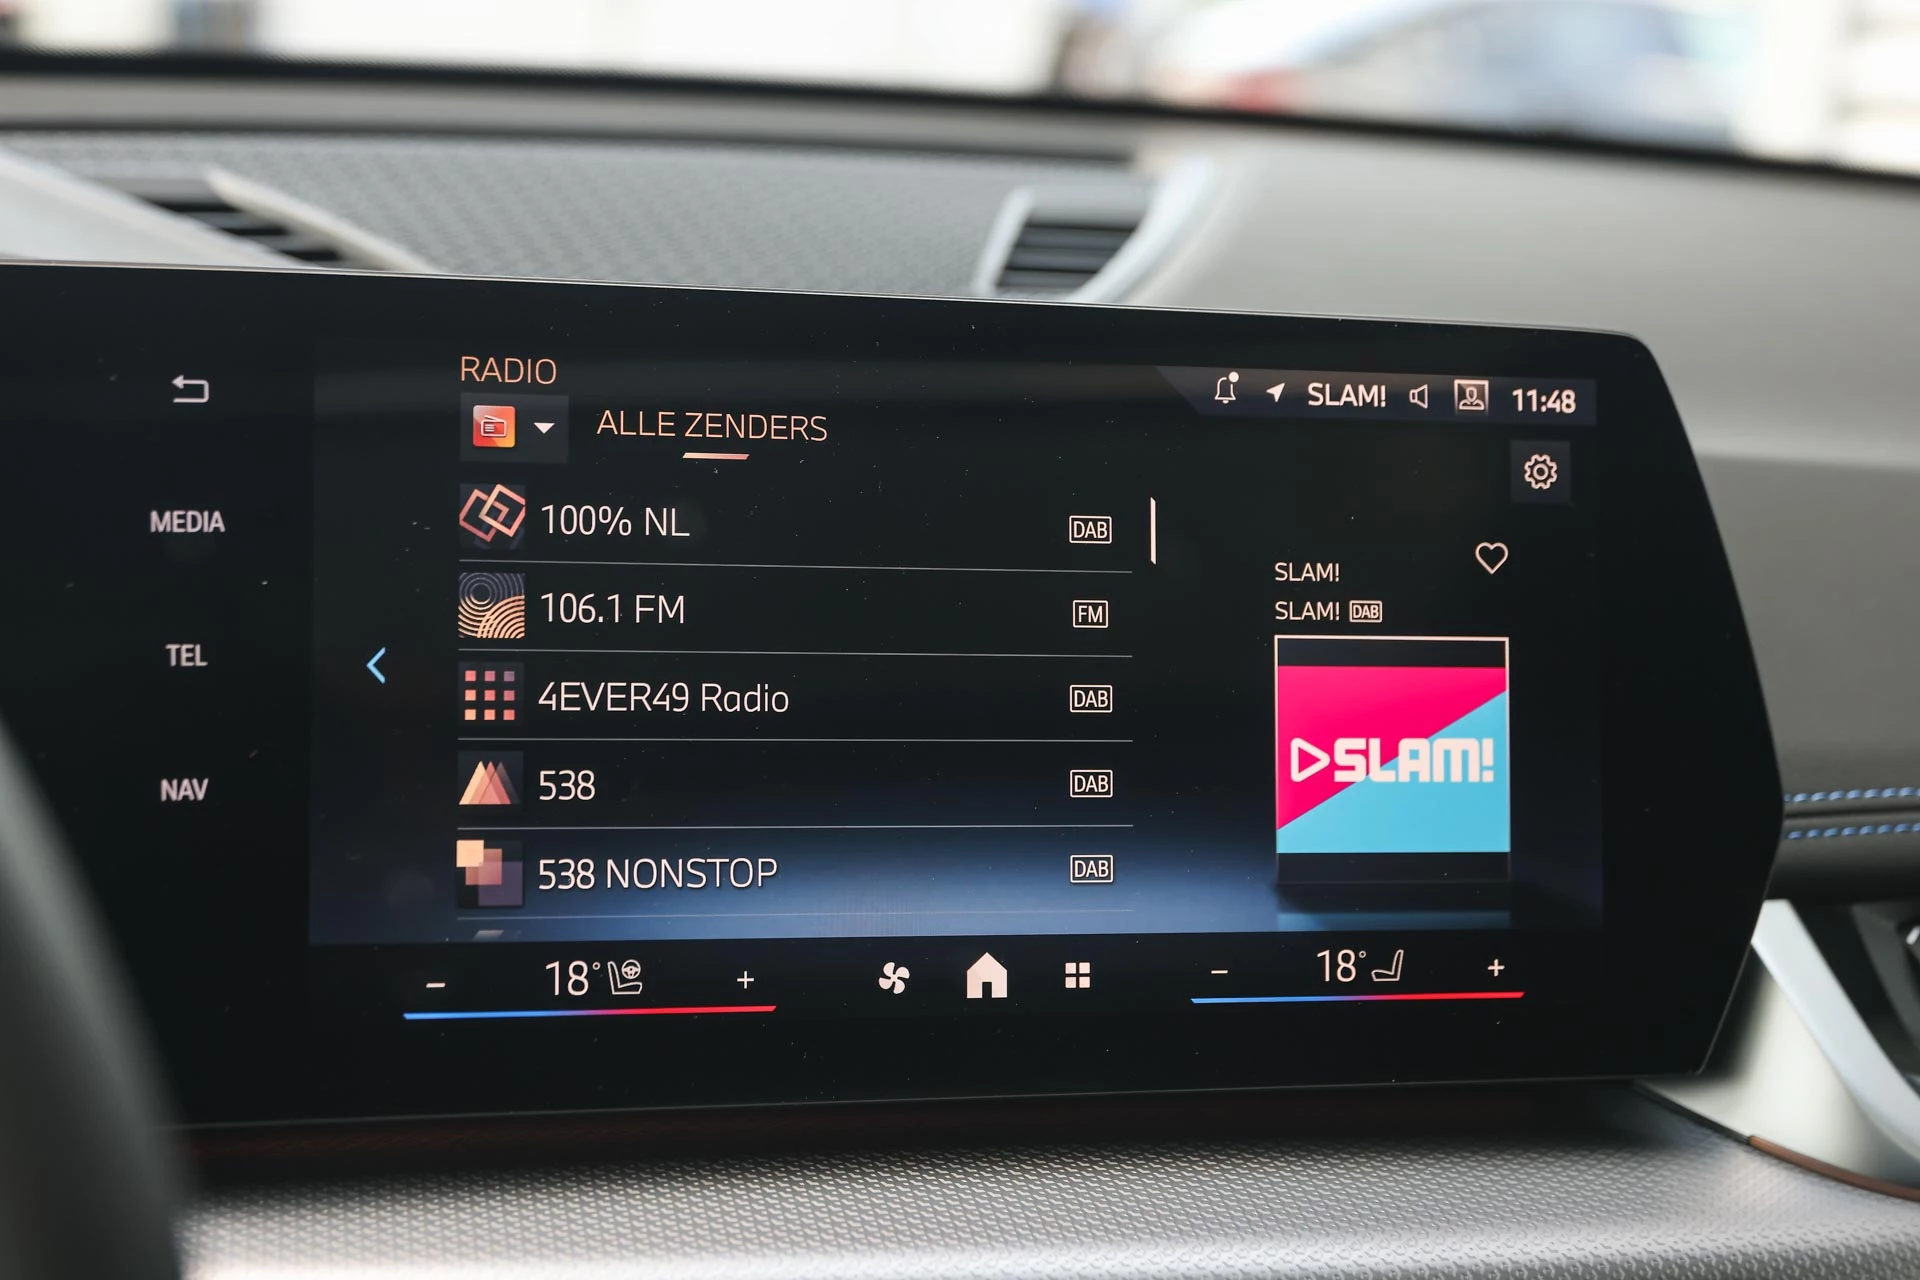 RADIO
ALLE ZENDERS
SLAM! 11:48
MEDIA
TEL
NAV
100% NL DAB
106.1 FM FM
4EVER49 Radio DAB
538 DAB
538 NONSTOP DAB
SLAM!
SLAM! DAB
SLAM!
− 18° +
− 18° +